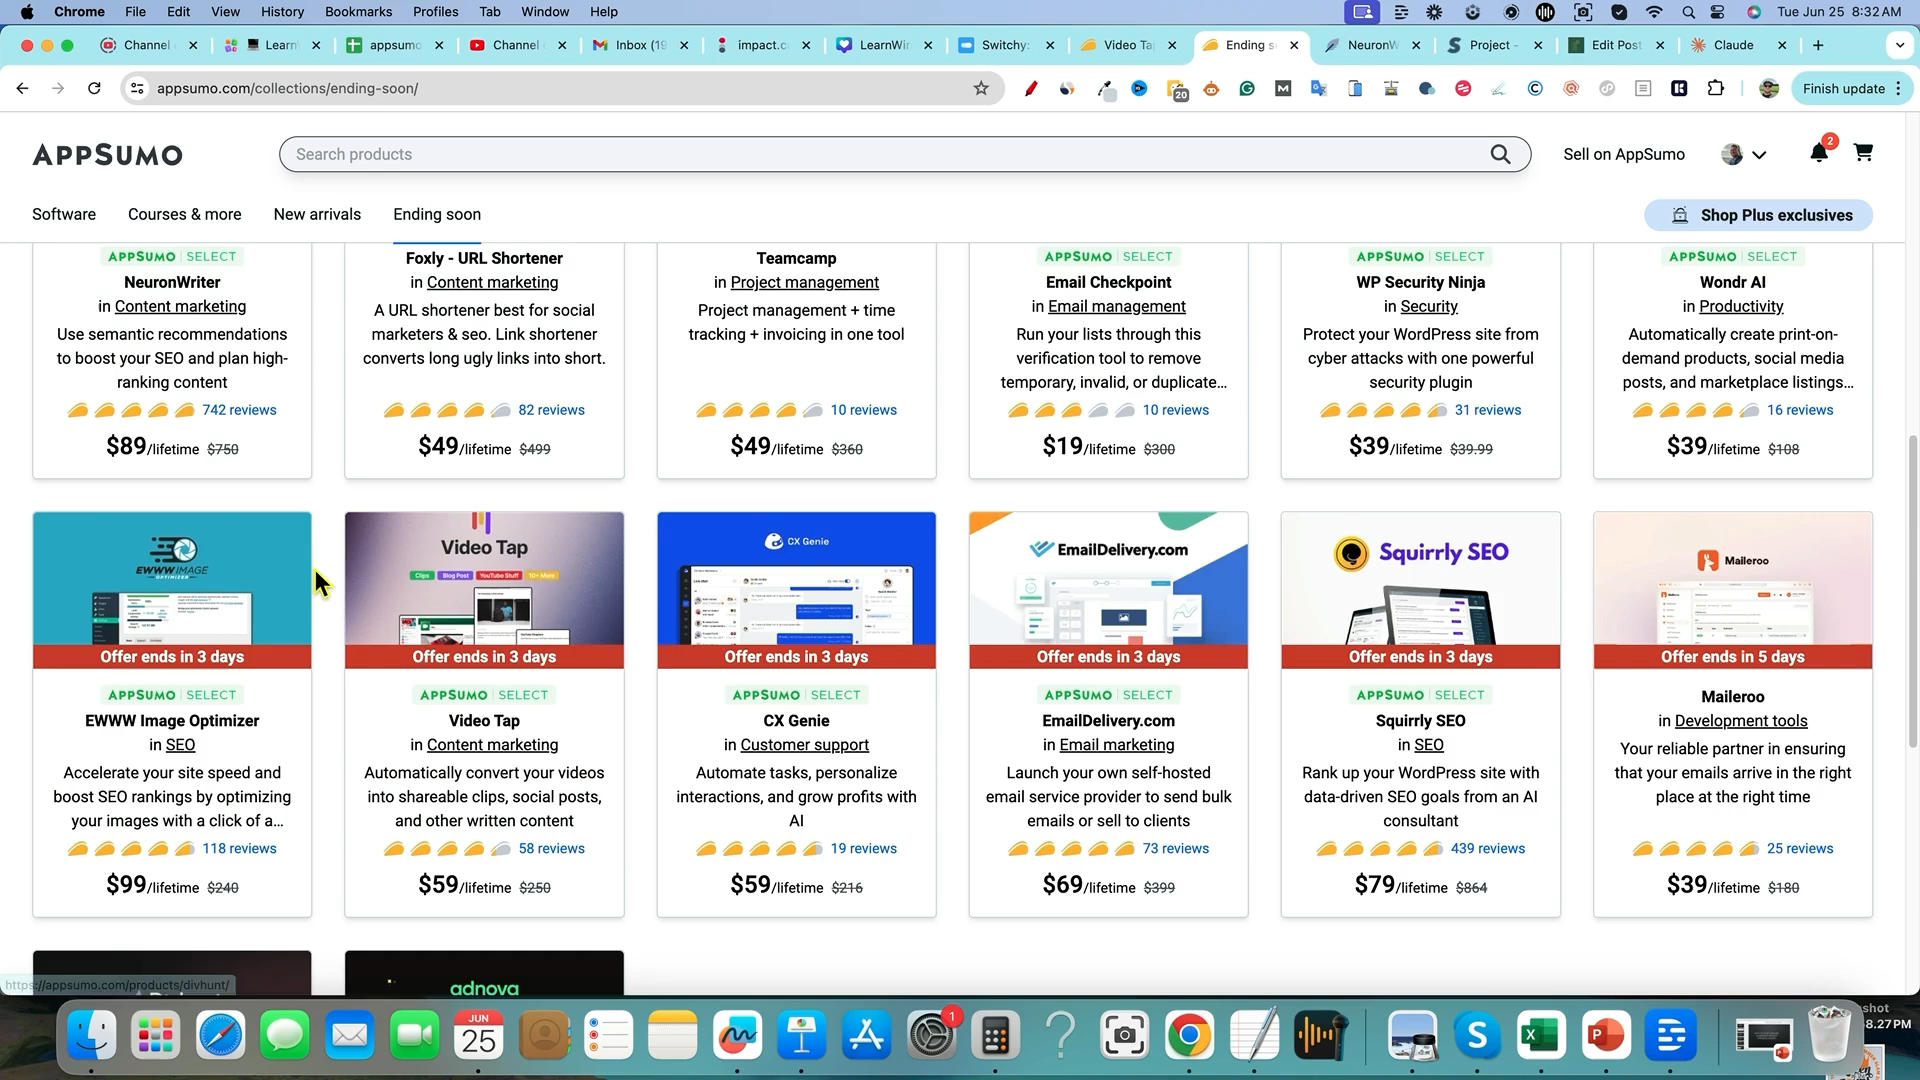 Chrome File Edit View History Bookmarks Profiles Tab Window Help Tue Jun 25 8:32 AM
Channel Learn appsumo Channel Inbox (19 impact.c LearnWir Switchy: Video Ta Ending s NeuronW Project - Edit Post Claude
appsumo.com/collections/ending-soon/
20
Finish update
APPSUMO
Search products
Sell on AppSumo
2
Software Courses & more New arrivals Ending soon
Shop Plus exclusives
APPSUMO SELECT
NeuronWriter
in Content marketing
Use semantic recommendations
to boost your SEO and plan high-
ranking content
742 reviews
$89/lifetime $750
Foxly - URL Shortener
in Content marketing
A URL shortener best for social
marketers & seo. Link shortener
converts long ugly links into short.
82 reviews
$49/lifetime $499
Teamcamp
in Project management
Project management + time
tracking + invoicing in one tool
10 reviews
$49/lifetime $360
APPSUMO SELECT
Email Checkpoint
in Email management
Run your lists through this
verification tool to remove
temporary, invalid, or duplicate...
10 reviews
$19/lifetime $300
APPSUMO SELECT
WP Security Ninja
in Security
Protect your WordPress site from
cyber attacks with one powerful
security plugin
31 reviews
$39/lifetime $39.99
APPSUMO SELECT
Wondr AI
in Productivity
Automatically create print-on-
demand products, social media
posts, and marketplace listings...
16 reviews
$39/lifetime $108
EWWW IMAGE
OPTIMIZER
Offer ends in 3 days
APPSUMO SELECT
EWWW Image Optimizer
in SEO
Accelerate your site speed and
boost SEO rankings by optimizing
your images with a click of a...
118 reviews
$99/lifetime $240
Video Tap
Clips Blog Post YouTube Stuff 10+ More
Offer ends in 3 days
APPSUMO SELECT
Video Tap
in Content marketing
Automatically convert your videos
into shareable clips, social posts,
and other written content
58 reviews
$59/lifetime $250
CX Genie
Offer ends in 3 days
APPSUMO SELECT
CX Genie
in Customer support
Automate tasks, personalize
interactions, and grow profits with
AI
19 reviews
$59/lifetime $216
EmailDelivery.com
Offer ends in 3 days
APPSUMO SELECT
EmailDelivery.com
in Email marketing
Launch your own self-hosted
email service provider to send bulk
emails or sell to clients
73 reviews
$69/lifetime $399
Squirrly SEO
Offer ends in 3 days
APPSUMO SELECT
Squirrly SEO
in SEO
Rank up your WordPress site with
data-driven SEO goals from an AI
consultant
439 reviews
$79/lifetime $864
Maileroo
Offer ends in 5 days
Maileroo
in Development tools
Your reliable partner in ensuring
that your emails arrive in the right
place at the right time
25 reviews
$39/lifetime $180
adnova
https://appsumo.com/products/divhunt/
JUN
25
1
shot
8.27 PM